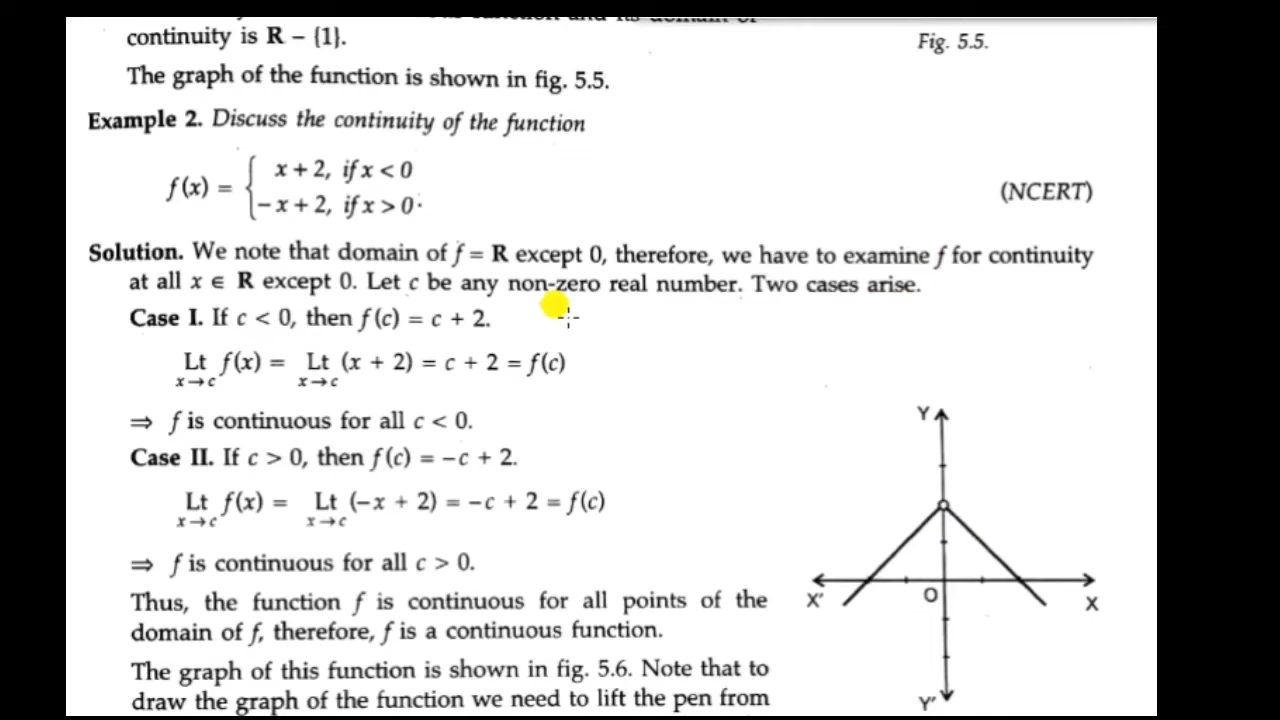 continuity is R – {1}.
Fig. 5.5.
The graph of the function is shown in fig. 5.5.
Example 2. Discuss the continuity of the function
f(x) = { x + 2, if x < 0
– x + 2, if x > 0 .
(NCERT)
Solution. We note that domain of f = R except 0, therefore, we have to examine f for continuity
at all x ∈ R except 0. Let c be any non-zero real number. Two cases arise.
Case I. If c < 0, then f(c) = c + 2.
Lt f(x) = Lt (x + 2) = c + 2 = f(c)
x→c x→c
⇒ f is continuous for all c < 0.
Case II. If c > 0, then f(c) = –c + 2.
Lt f(x) = Lt (–x + 2) = –c + 2 = f(c)
x→c x→c
⇒ f is continuous for all c > 0.
Thus, the function f is continuous for all points of the
domain of f, therefore, f is a continuous function.
The graph of this function is shown in fig. 5.6. Note that to
draw the graph of the function we need to lift the pen from
Y
X' O X
Y'